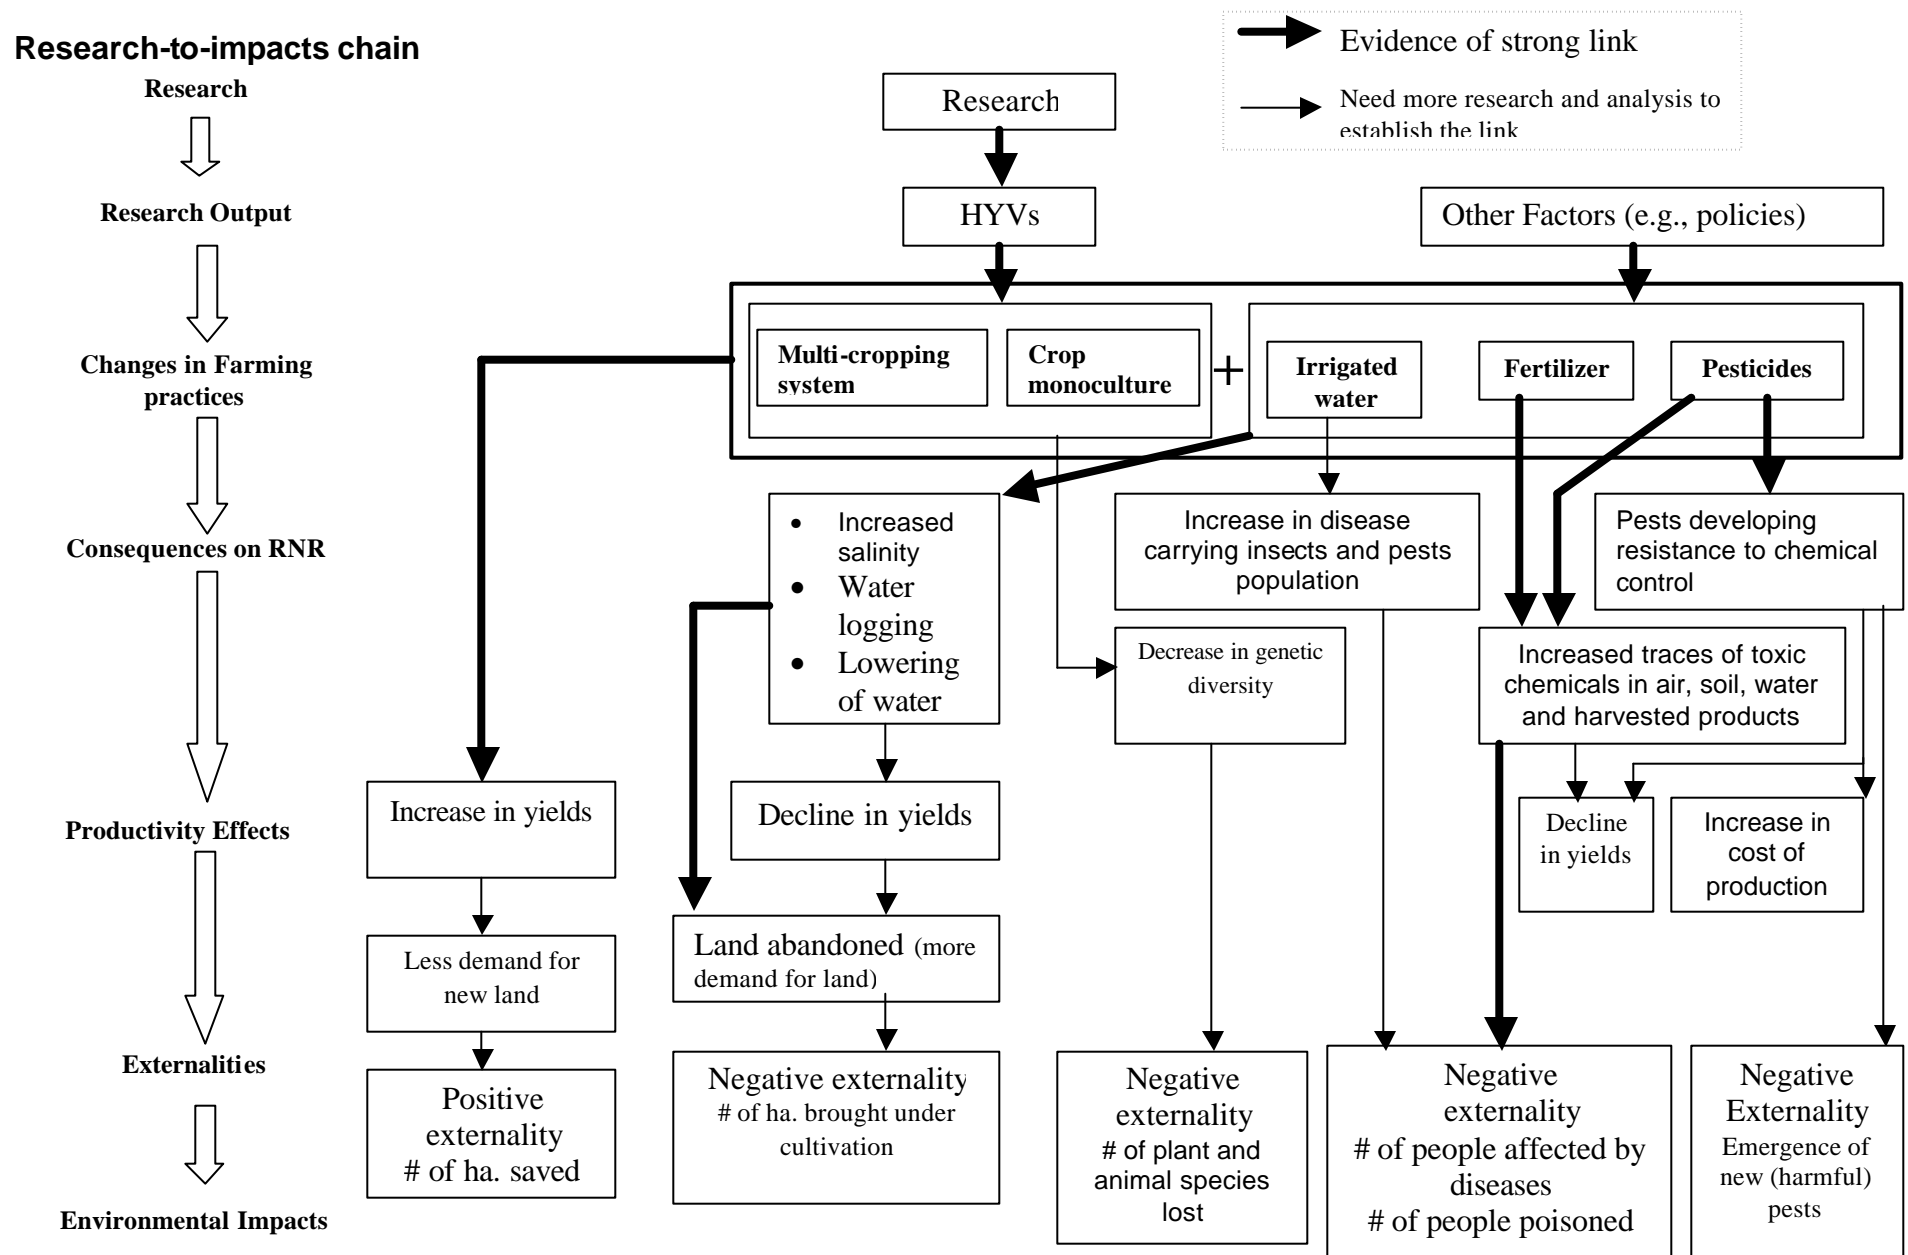 Research-to-impacts chain
Research
Research Output
Changes in Farming
practices
Consequences on RNR
Productivity Effects
Externalities
Environmental Impacts
Evidence of strong link
Need more research and analysis to
establish the link
Research
HYVs
Other Factors (e.g., policies)
Multi-cropping
system
Crop
monoculture
+
Irrigated
water
Fertilizer
Pesticides
• Increased
salinity
• Water
logging
• Lowering
of water
Increase in disease
carrying insects and pests
population
Pests developing
resistance to chemical
control
Decrease in genetic
diversity
Increased traces of toxic
chemicals in air, soil, water
and harvested products
Increase in yields
Decline in yields
Decline
in yields
Increase in
cost of
production
Less demand for
new land
Land abandoned (more
demand for land)
Positive
externality
# of ha. saved
Negative externality
# of ha. brought under
cultivation
Negative
externality
# of plant and
animal species
lost
Negative
externality
# of people affected by
diseases
# of people poisoned
Negative
Externality
Emergence of
new (harmful)
pests